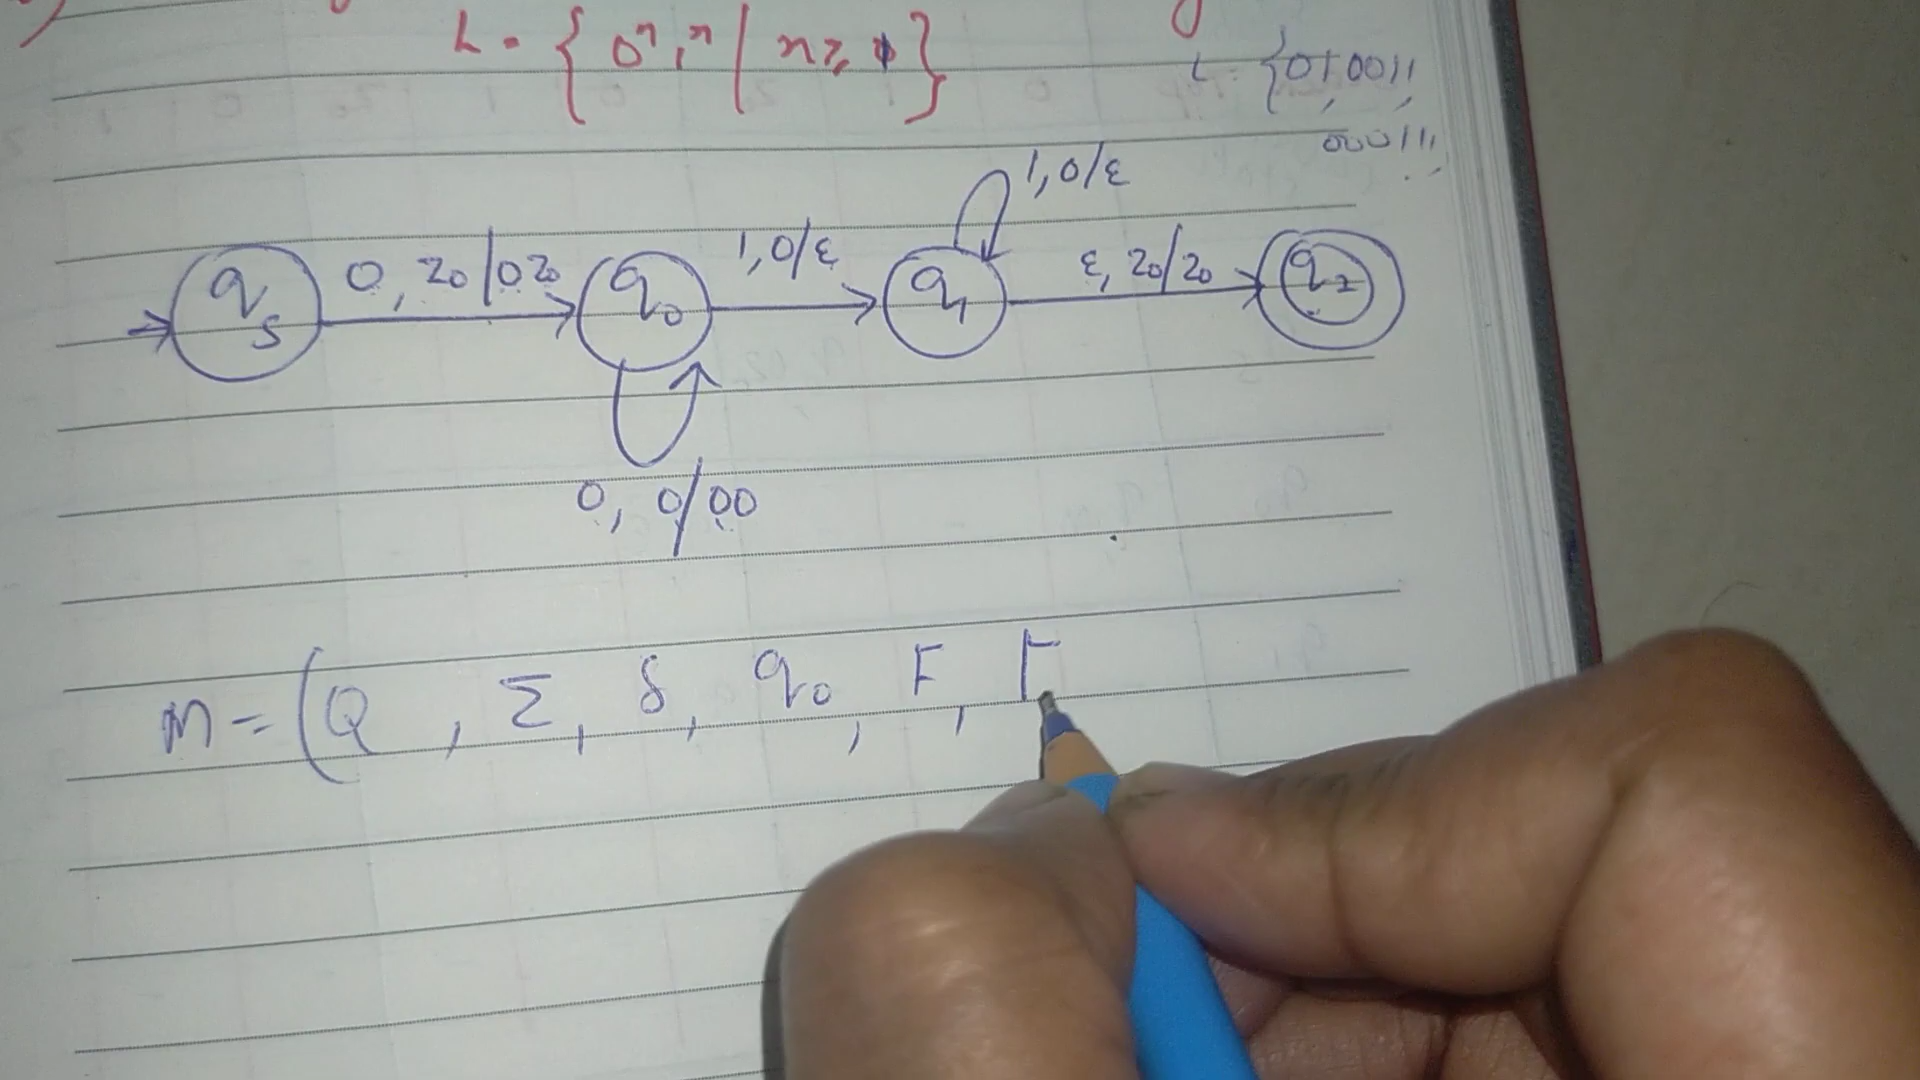 L = { 0ⁿ, ⁿ | n ≥ 1 }
L = {01,0011,
000111, ..
0, z₀/0z₀ 1,0/ε 1,0/ε ε, z₀/z₀
qs q₀ q₁ q₂
0, 0/00
M = (Q , Σ, δ, q₀, F, Γ